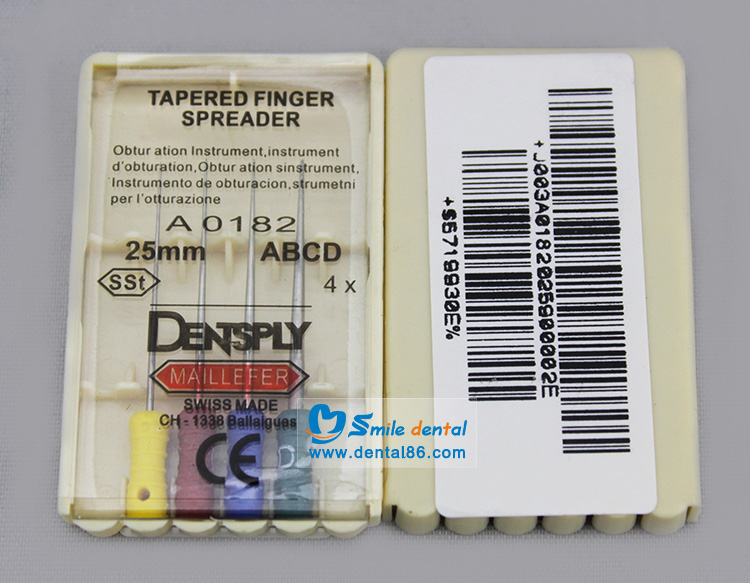 TAPERED FINGER
SPREADER
Obtur ation Instrument,instrument
d'obturation,Obtur ation sinstrument,
Instrumento de obturacion,strumetni
per l'otturazione
A 0182
25mm ABCD
SSt
4 x
DENTSPLY
MAILLEFER
SWISS MADE
CH - 1338 Ballaigues
CE
Smile dental
www.dental86.com
+J003A01820259000002E
+$$6719930E%